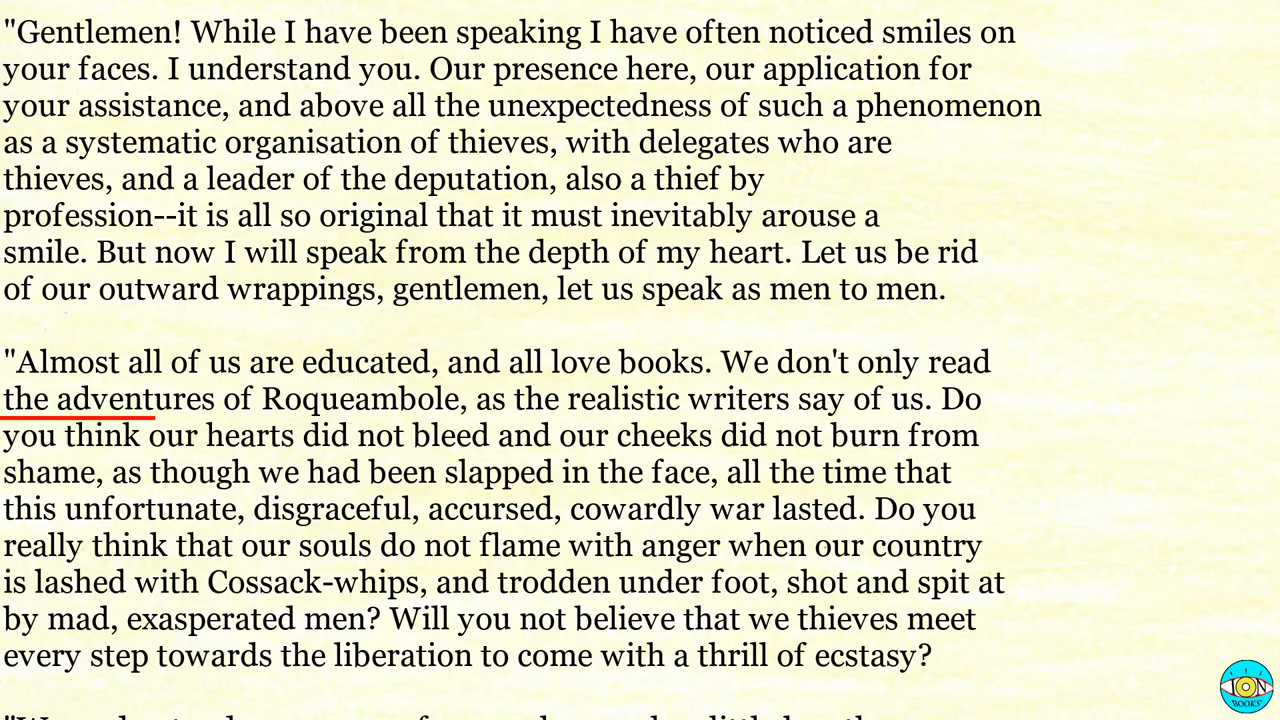 "Gentlemen! While I have been speaking I have often noticed smiles on
your faces. I understand you. Our presence here, our application for
your assistance, and above all the unexpectedness of such a phenomenon
as a systematic organisation of thieves, with delegates who are
thieves, and a leader of the deputation, also a thief by
profession--it is all so original that it must inevitably arouse a
smile. But now I will speak from the depth of my heart. Let us be rid
of our outward wrappings, gentlemen, let us speak as men to men.
"Almost all of us are educated, and all love books. We don't only read
the adventures of Roqueambole, as the realistic writers say of us. Do
you think our hearts did not bleed and our cheeks did not burn from
shame, as though we had been slapped in the face, all the time that
this unfortunate, disgraceful, accursed, cowardly war lasted. Do you
really think that our souls do not flame with anger when our country
is lashed with Cossack-whips, and trodden under foot, shot and spit at
by mad, exasperated men? Will you not believe that we thieves meet
every step towards the liberation to come with a thrill of ecstasy?
ION
BOOKS